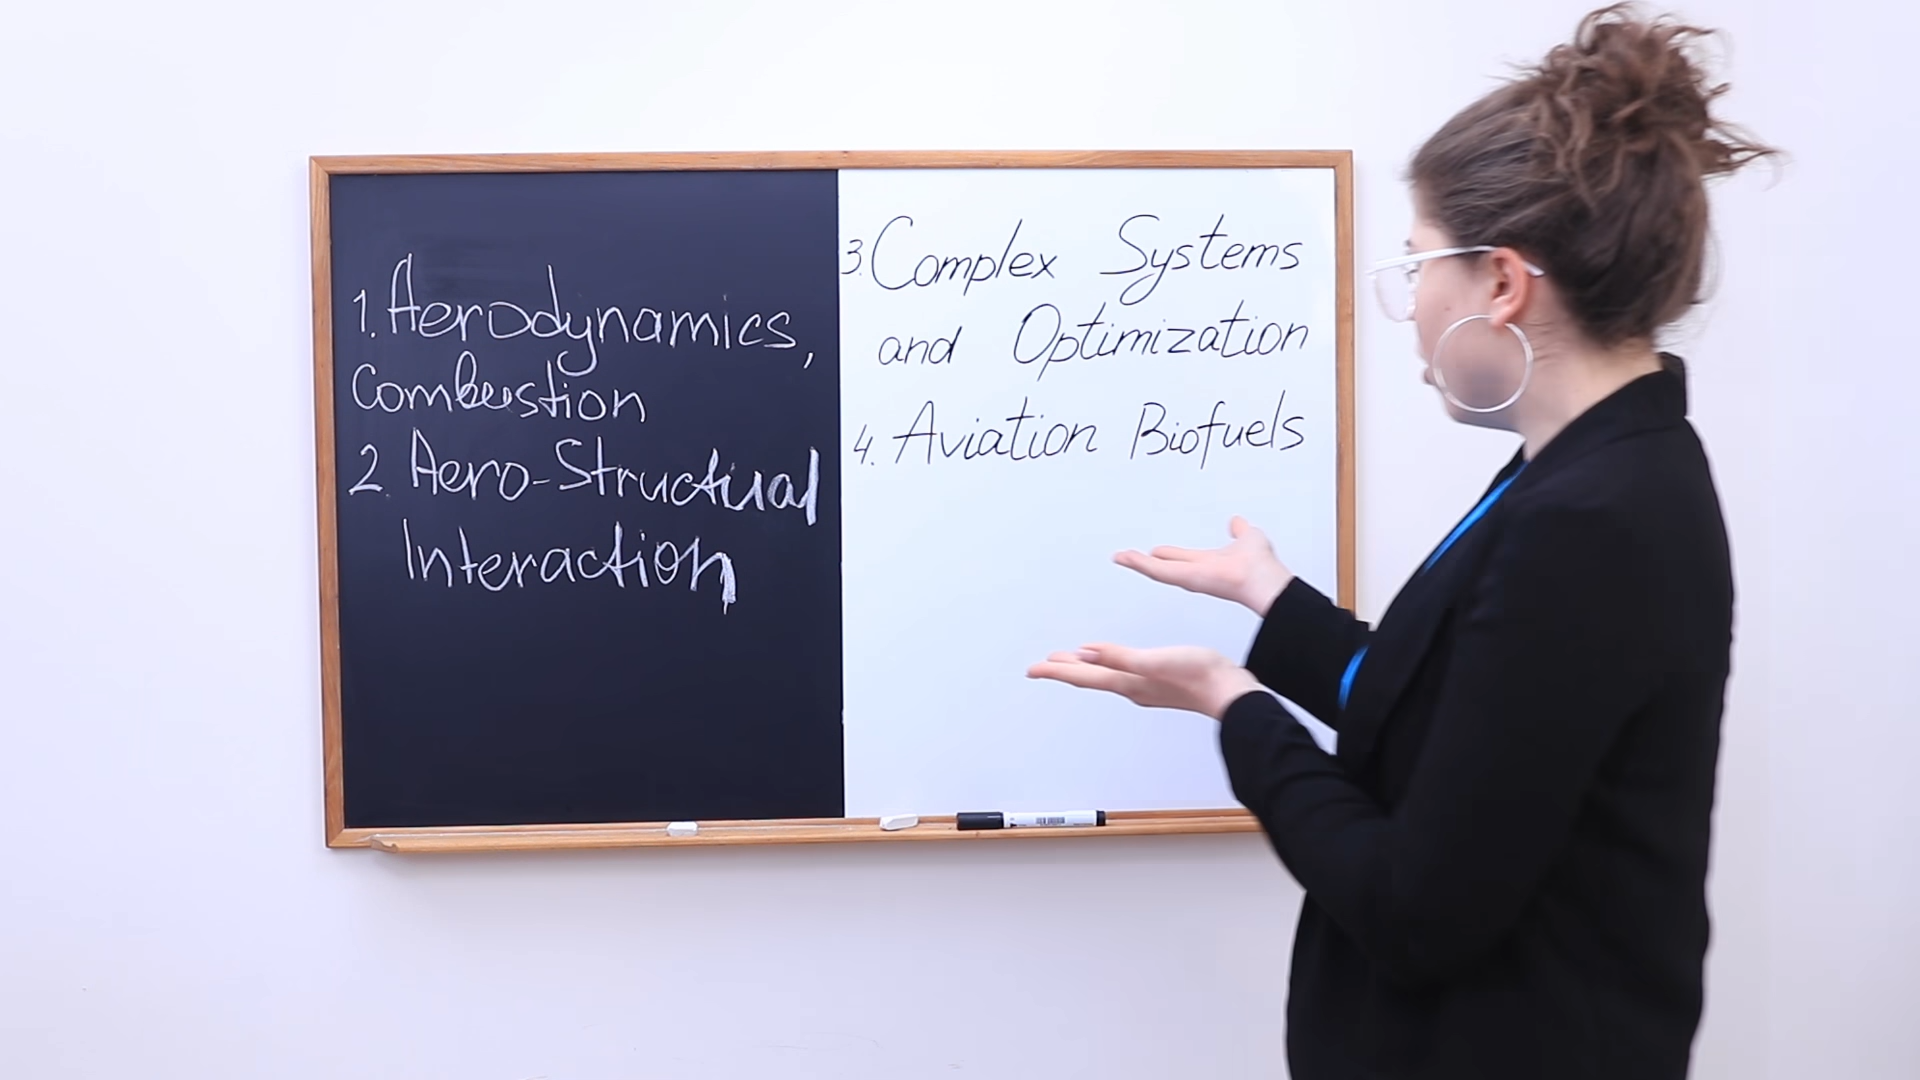 1. Aerodynamics,
Combustion
2. Aero-Structural
Interaction
3. Complex Systems
and Optimization
4. Aviation Biofuels